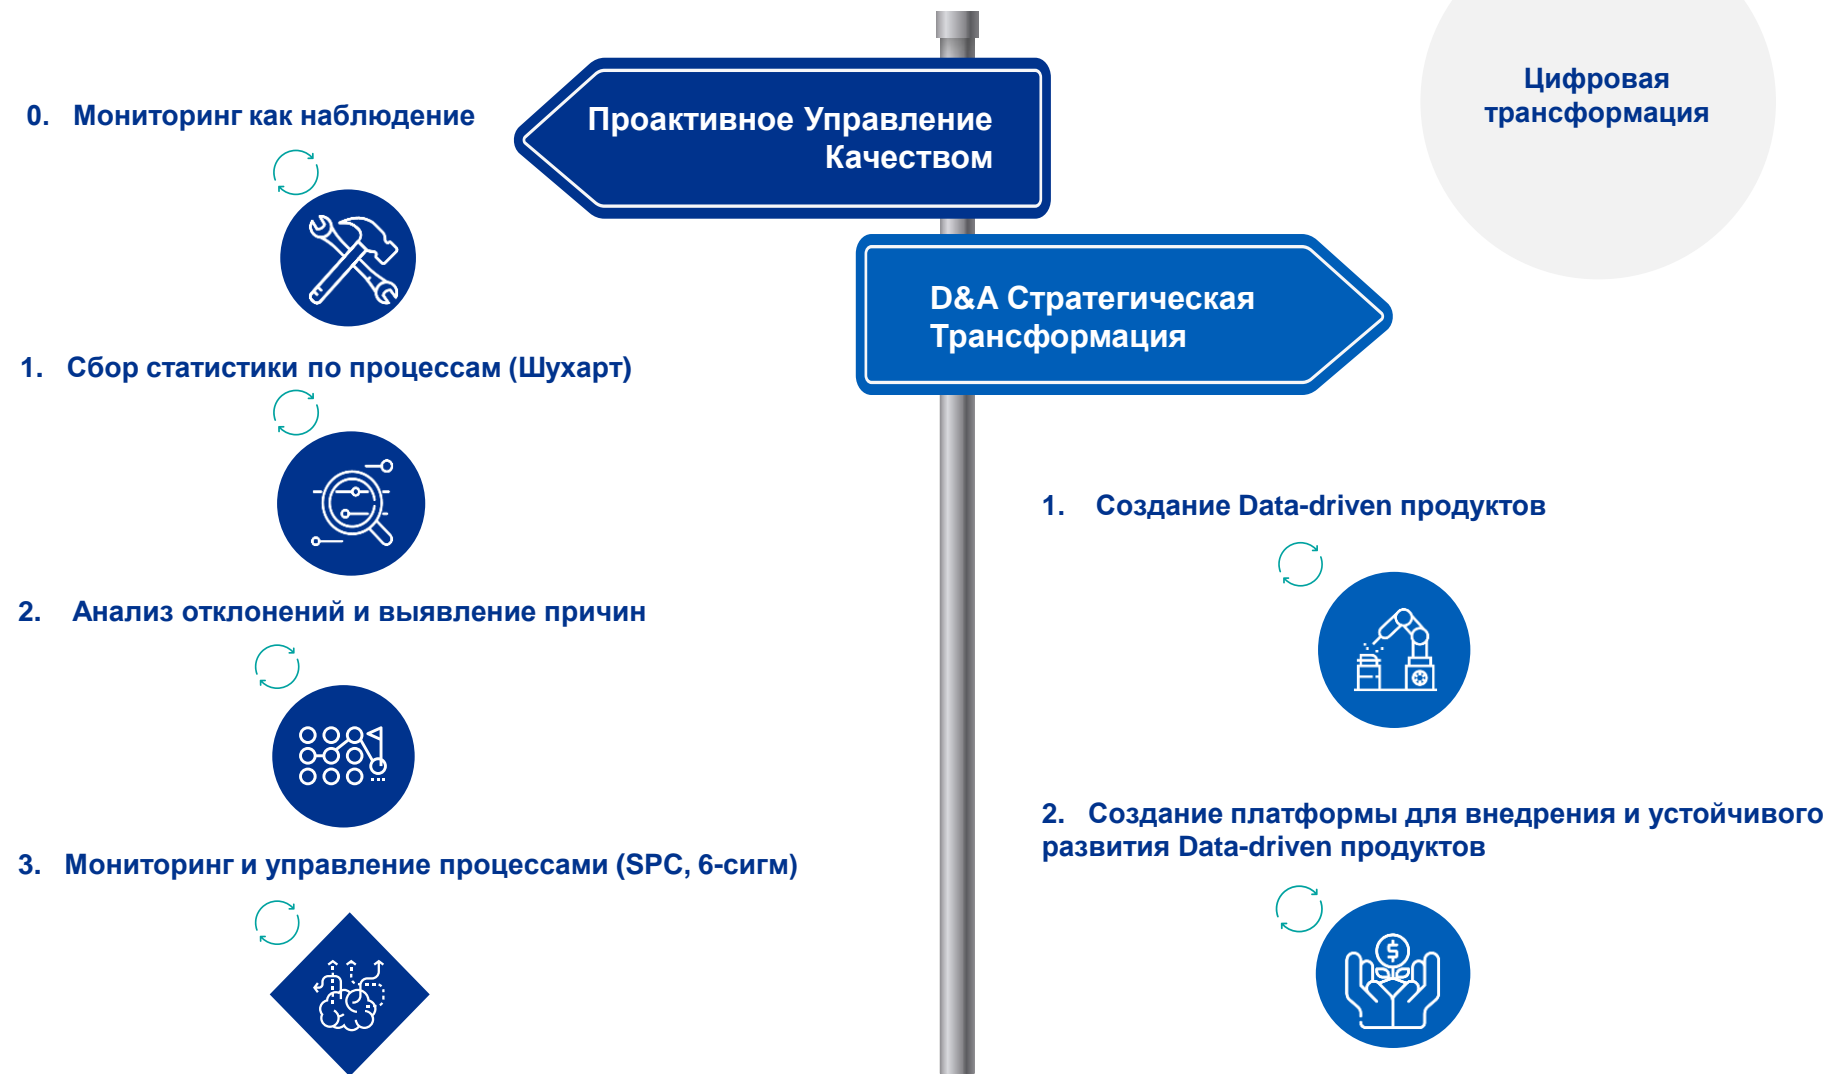 Цифровая
трансформация
Проактивное Управление
Качеством
D&A Стратегическая
Трансформация
0. Мониторинг как наблюдение
1. Сбор статистики по процессам (Шухарт)
2. Анализ отклонений и выявление причин
3. Мониторинг и управление процессами (SPC, 6-сигм)
1. Создание Data-driven продуктов
2. Создание платформы для внедрения и устойчивого
развития Data-driven продуктов
$